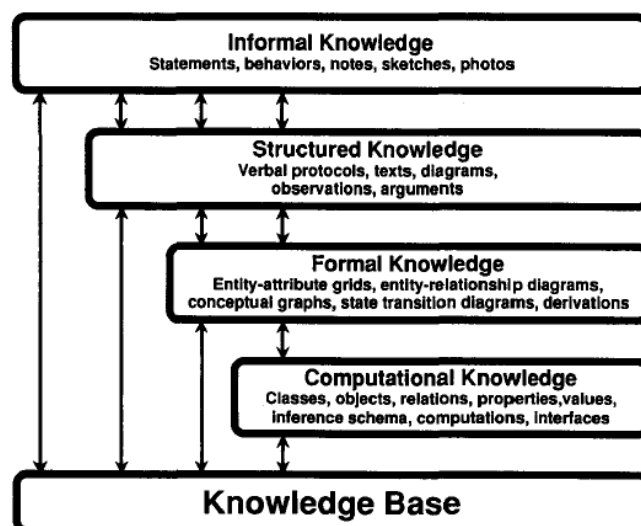 Informal Knowledge
Statements, behaviors, notes, sketches, photos
Structured Knowledge
Verbal protocols, texts, diagrams,
observations, arguments
Formal Knowledge
Entity-attribute grids, entity-relationship diagrams,
conceptual graphs, state transition diagrams, derivations
Computational Knowledge
Classes, objects, relations, properties,values,
inference schema, computations, interfaces
Knowledge Base